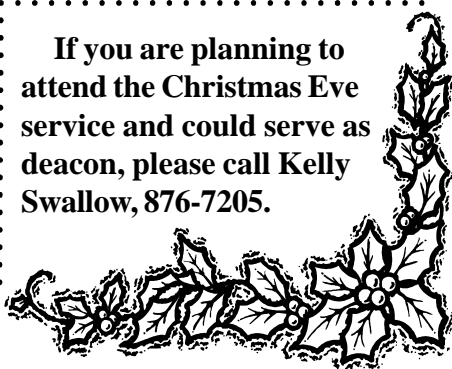 If you are planning to
attend the Christmas Eve
service and could serve as
deacon, please call Kelly
Swallow, 876-7205.